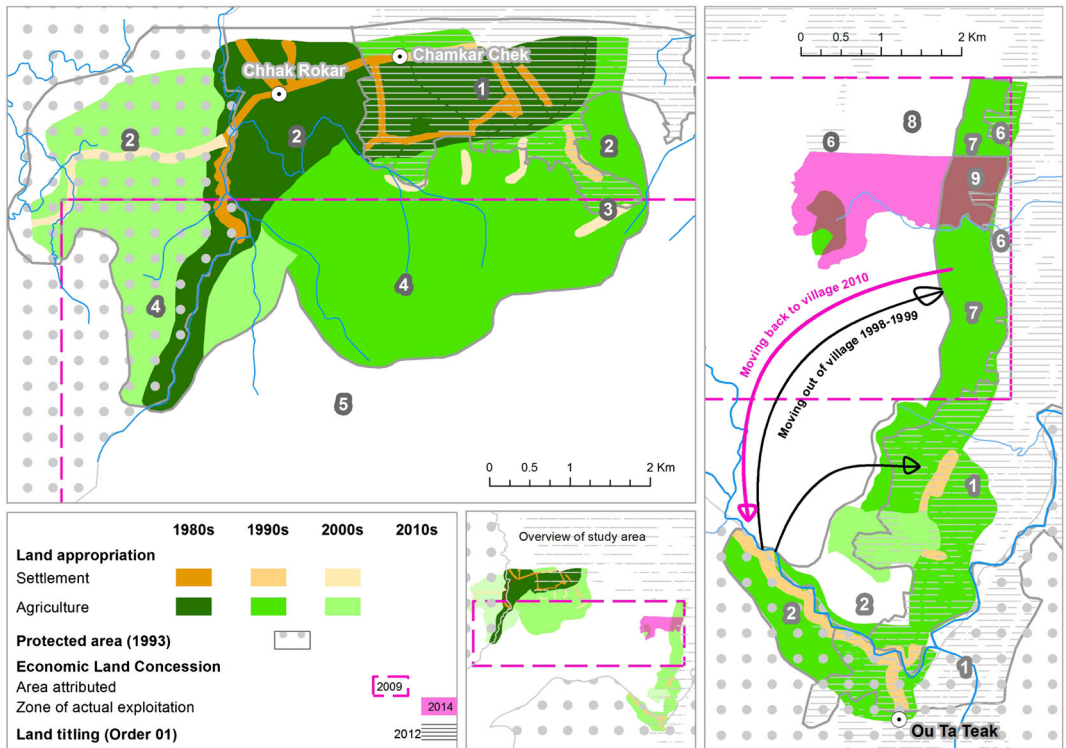 Chhak Rokar
Chamkar Chek
1
2
2
2
3
4
4
5
0 0.5 1 2 Km
1980s 1990s 2000s 2010s
Land appropriation
Settlement
Agriculture
Protected area (1993)
Economic Land Concession
Area attributed 2009
Zone of actual exploitation 2014
Land titling (Order 01) 2012
Overview of study area
0 0.5 1 2 Km
8
6
7
6
9
6
7
Moving back to village 2010
Moving out of village 1998-1999
1
2
2
1
Ou Ta Teak